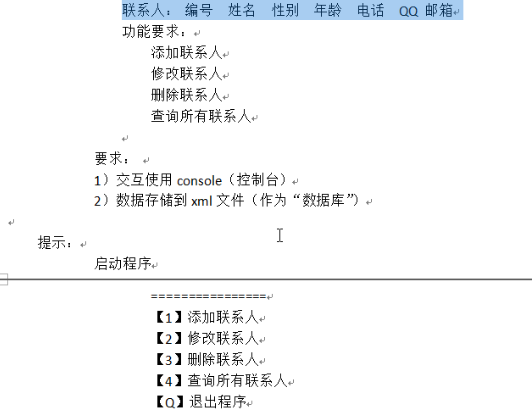 联系人： 编号 姓名 性别 年龄 电话 QQ 邮箱
功能要求：
添加联系人
修改联系人
删除联系人
查询所有联系人
要求：
1）交互使用 console（控制台）
2）数据存储到 xml 文件（作为“数据库”）
提示：
启动程序
================
【1】添加联系人
【2】修改联系人
【3】删除联系人
【4】查询所有联系人
【Q】退出程序